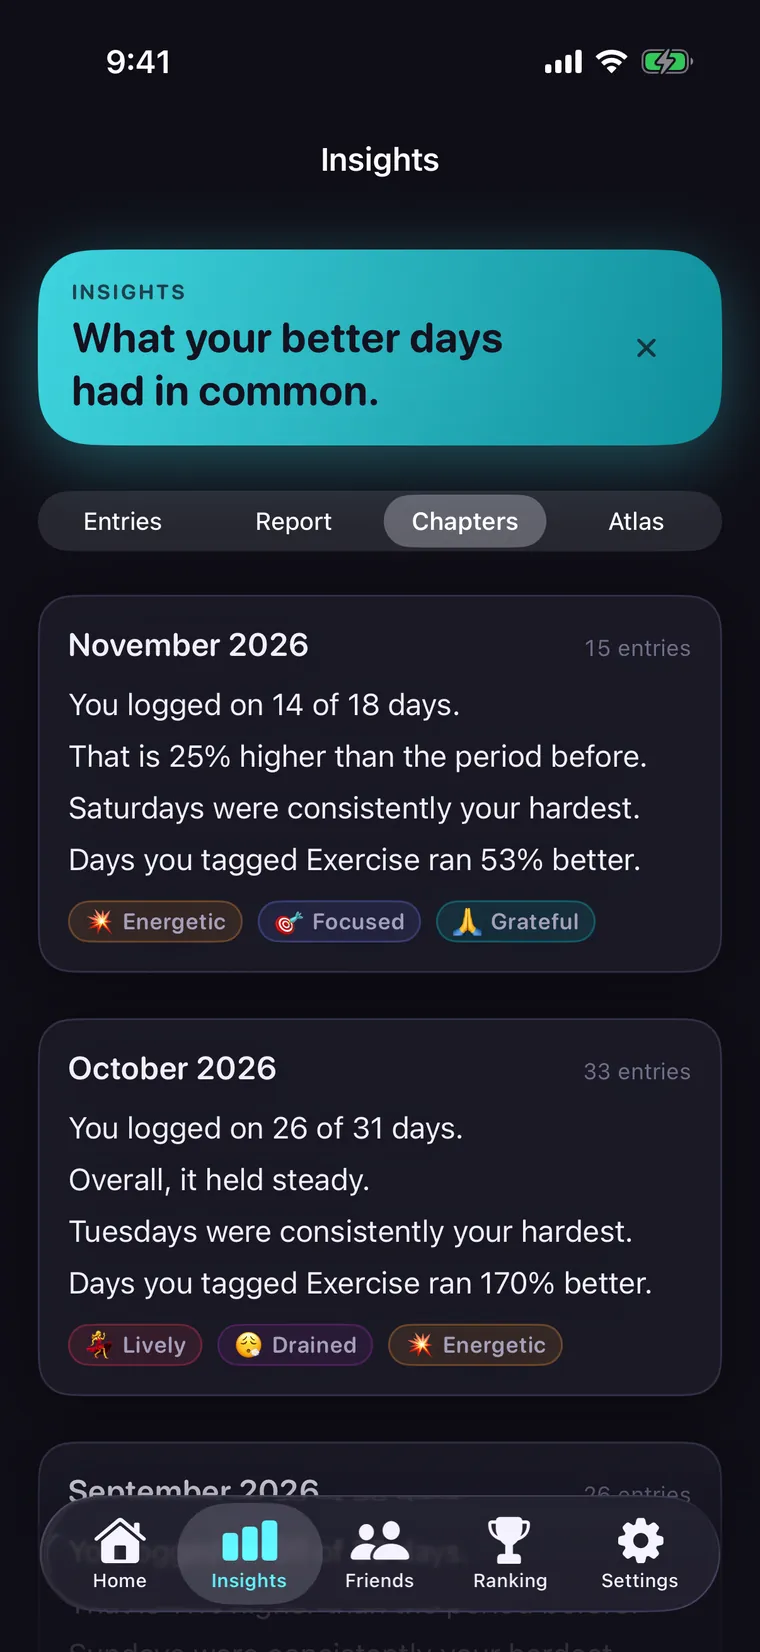 9:41
Insights
INSIGHTS
What your better days
had in common.
Entries Report Chapters Atlas
November 2026 15 entries
You logged on 14 of 18 days.
That is 25% higher than the period before.
Saturdays were consistently your hardest.
Days you tagged Exercise ran 53% better.
Energetic Focused Grateful
October 2026 33 entries
You logged on 26 of 31 days.
Overall, it held steady.
Tuesdays were consistently your hardest.
Days you tagged Exercise ran 170% better.
Lively Drained Energetic
September 2026 26 entries
Home Insights Friends Ranking Settings